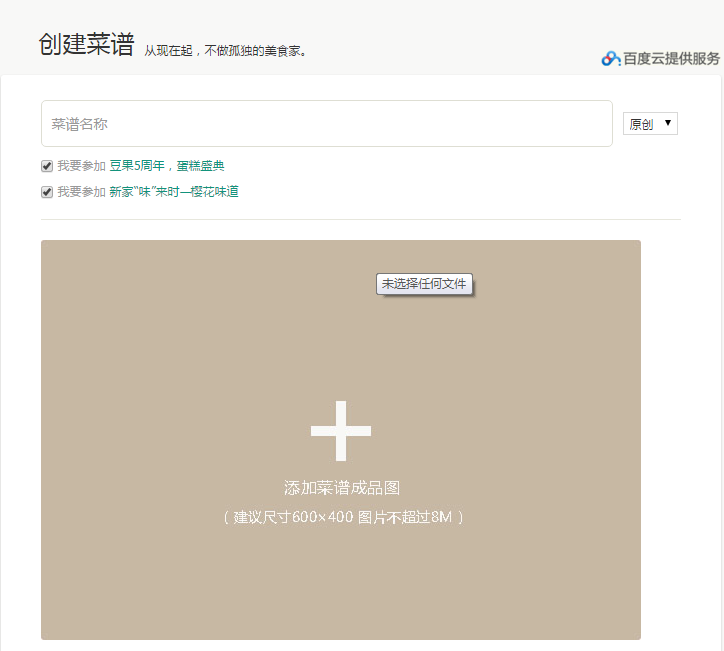 创建菜谱 从现在起，不做孤独的美食家。
百度云提供服务
菜谱名称
原创
我要参加 豆果5周年，蛋糕盛典
我要参加 新家“味”来时—樱花味道
未选择任何文件
添加菜谱成品图
（建议尺寸600×400 图片不超过8M）